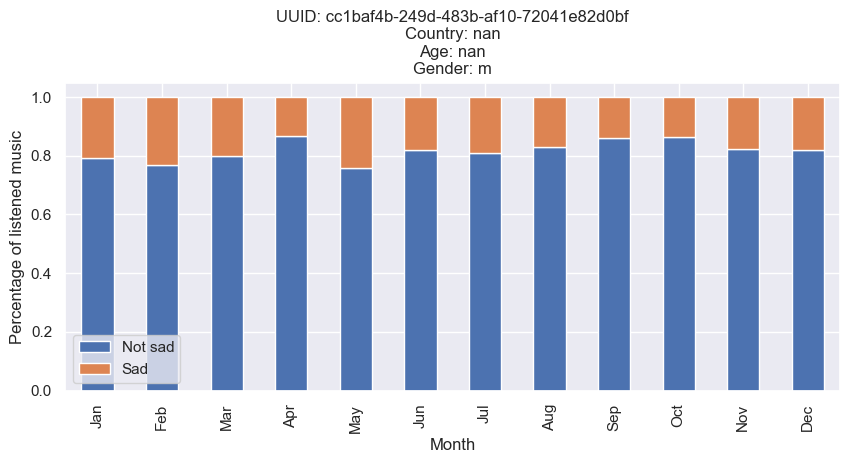 UUID: cc1baf4b-249d-483b-af10-72041e82d0bf
Country: nan
Age: nan
Gender: m
Percentage of listened music
1.0
0.8
0.6
0.4
0.2
0.0
Not sad
Sad
Jan
Feb
Mar
Apr
May
Jun
Jul
Aug
Sep
Oct
Nov
Dec
Month